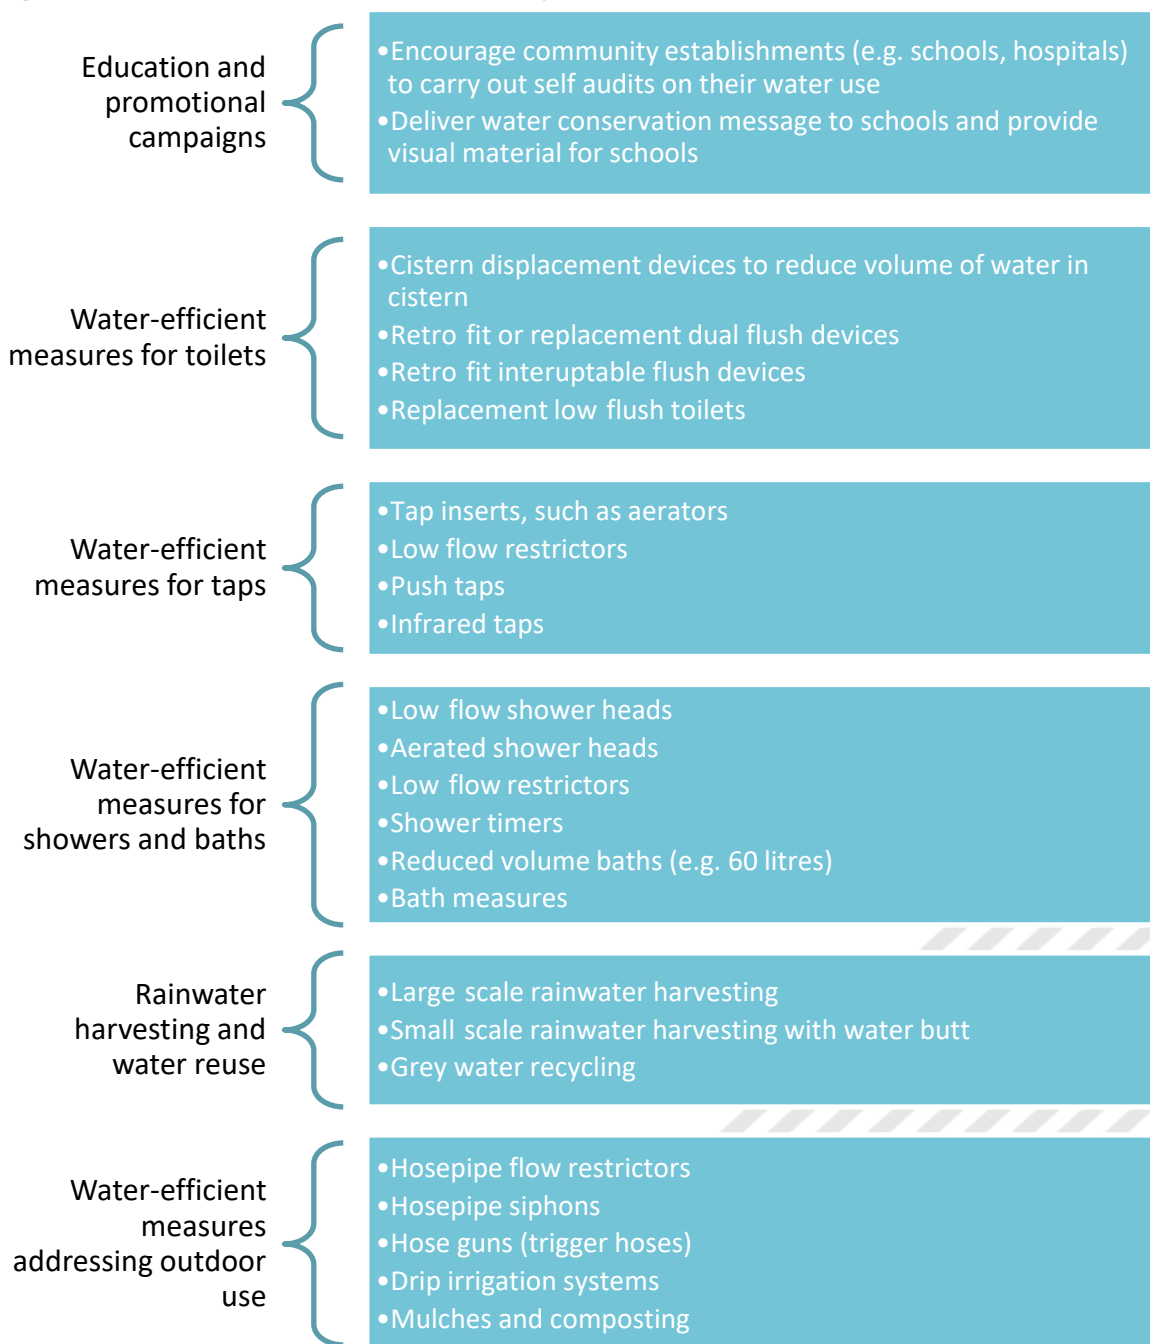 Education and
promotional
campaigns
•Encourage community establishments (e.g. schools, hospitals)
to carry out self audits on their water use
•Deliver water conservation message to schools and provide
visual material for schools
Water-efficient
measures for toilets
•Cistern displacement devices to reduce volume of water in
cistern
•Retro fit or replacement dual flush devices
•Retro fit interuptable flush devices
•Replacement low flush toilets
Water-efficient
measures for taps
•Tap inserts, such as aerators
•Low flow restrictors
•Push taps
•Infrared taps
Water-efficient
measures for
showers and baths
•Low flow shower heads
•Aerated shower heads
•Low flow restrictors
•Shower timers
•Reduced volume baths (e.g. 60 litres)
•Bath measures
Rainwater
harvesting and
water reuse
•Large scale rainwater harvesting
•Small scale rainwater harvesting with water butt
•Grey water recycling
Water-efficient
measures
addressing outdoor
use
•Hosepipe flow restrictors
•Hosepipe siphons
•Hose guns (trigger hoses)
•Drip irrigation systems
•Mulches and composting